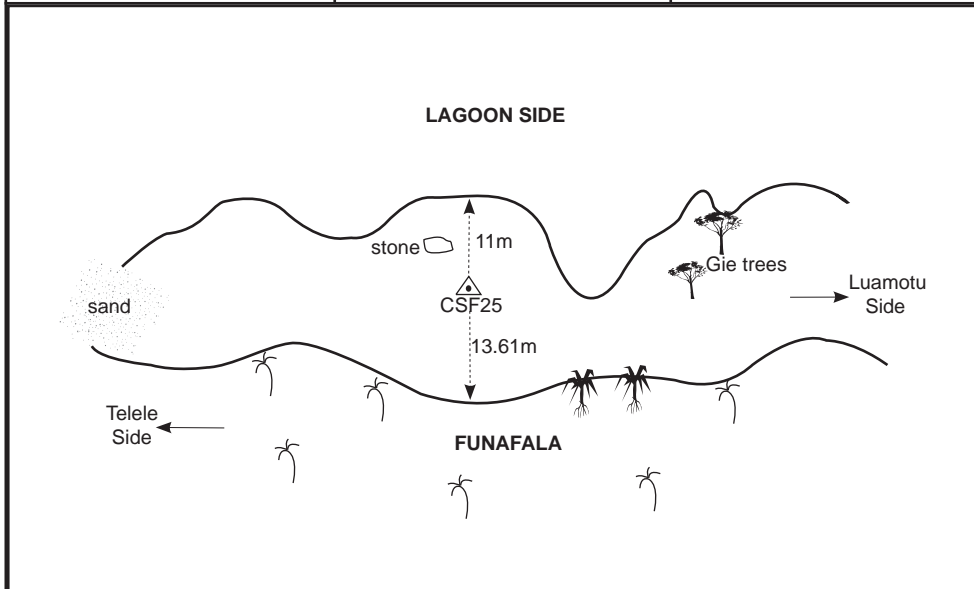 LAGOON SIDE
stone
11m
Gie trees
sand
CSF25
Luamotu
Side
13.61m
Telele
Side
FUNAFALA